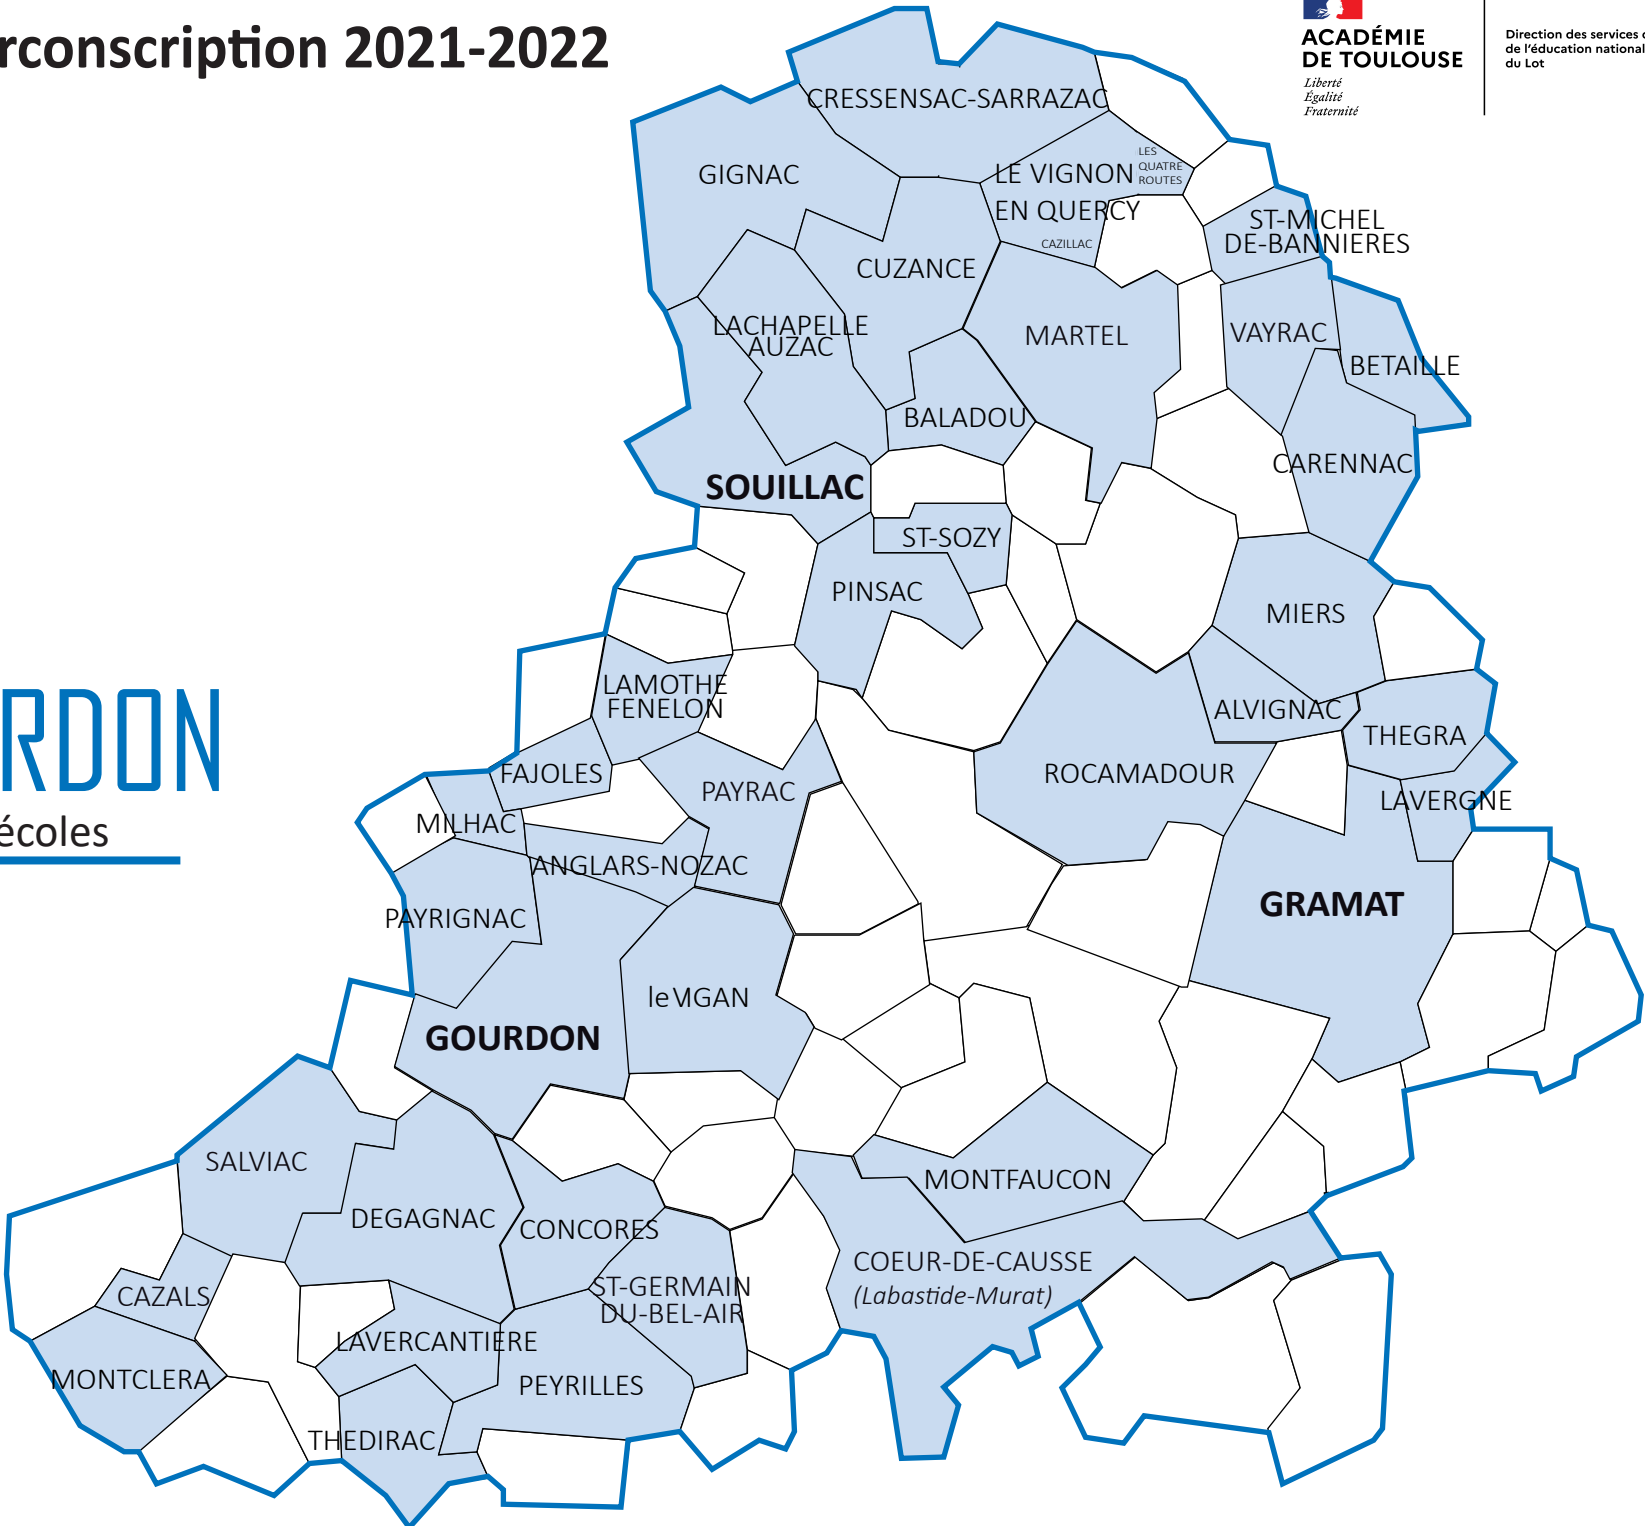 rconscription 2021-2022
ACADÉMIE
DE TOULOUSE
Liberté
Égalité
Fraternité
Direction des services
de l'éducation national
du Lot
CRESSENSAC-SARRAZAC
GIGNAC
LE VIGNON
EN QUERCY
LES
QUATRE
ROUTES
CAZILLAC
ST-MICHEL
DE-BANNIERES
CUZANCE
LACHAPELLE
AUZAC
MARTEL
VAYRAC
BETAILLE
BALADOU
CARENNAC
SOUILLAC
ST-SOZY
PINSAC
MIERS
LAMOTHE
FENELON
ALVIGNAC
THEGRA
RDON
écoles
FAJOLES
PAYRAC
ROCAMADOUR
LAVERGNE
MILHAC
ANGLARS-NOZAC
PAYRIGNAC
GRAMAT
le VIGAN
GOURDON
SALVIAC
MONTFAUCON
DEGAGNAC
CONCORES
COEUR-DE-CAUSSE
(Labastide-Murat)
CAZALS
ST-GERMAIN
DU-BEL-AIR
LAVERCANTIERE
MONTCLERA
PEYRILLES
THEDIRAC